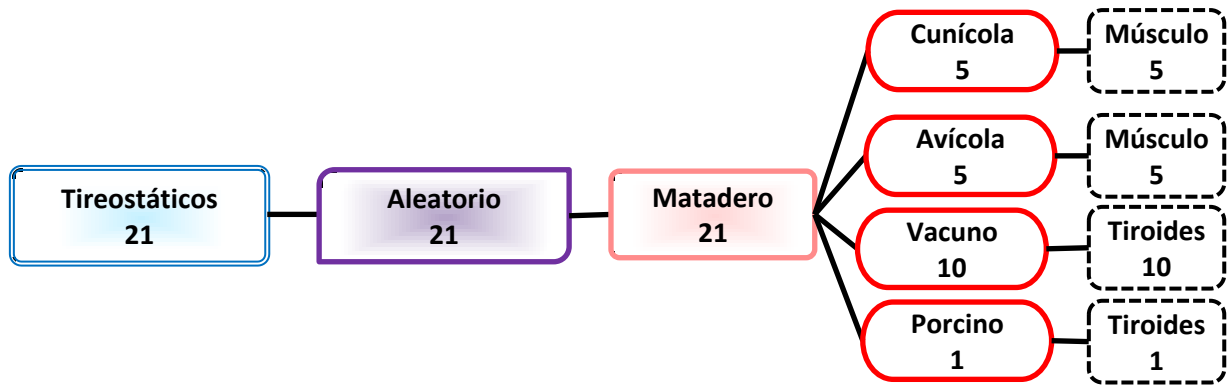 Tireostáticos
21
Aleatorio
21
Matadero
21
Cunícola
5
Músculo
5
Avícola
5
Músculo
5
Vacuno
10
Tiroides
10
Porcino
1
Tiroides
1